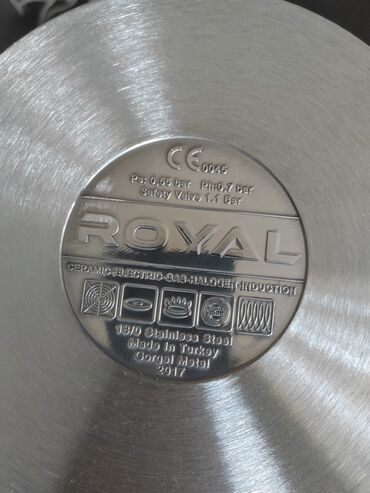 CE 0045
Ps: 0,55 bar Ph:0,7 bar
Safety Valve 1.1 Bar
ROYAL
CERAMIC-ELECTRIC-GAS-HALOGEN-INDUCTION
18/0 Stainless Steel
Made In Turkey
Gorgel Metal
2017